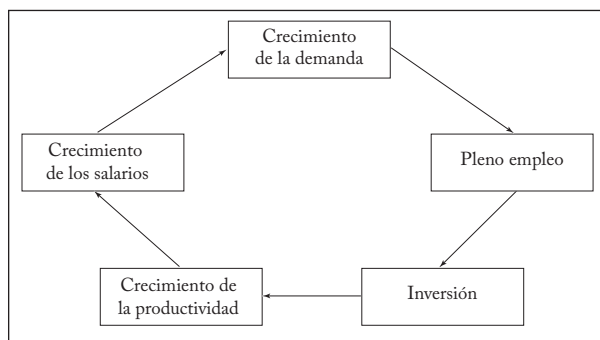 Crecimiento
de la demanda
Pleno empleo
Inversión
Crecimiento de
la productividad
Crecimiento
de los salarios